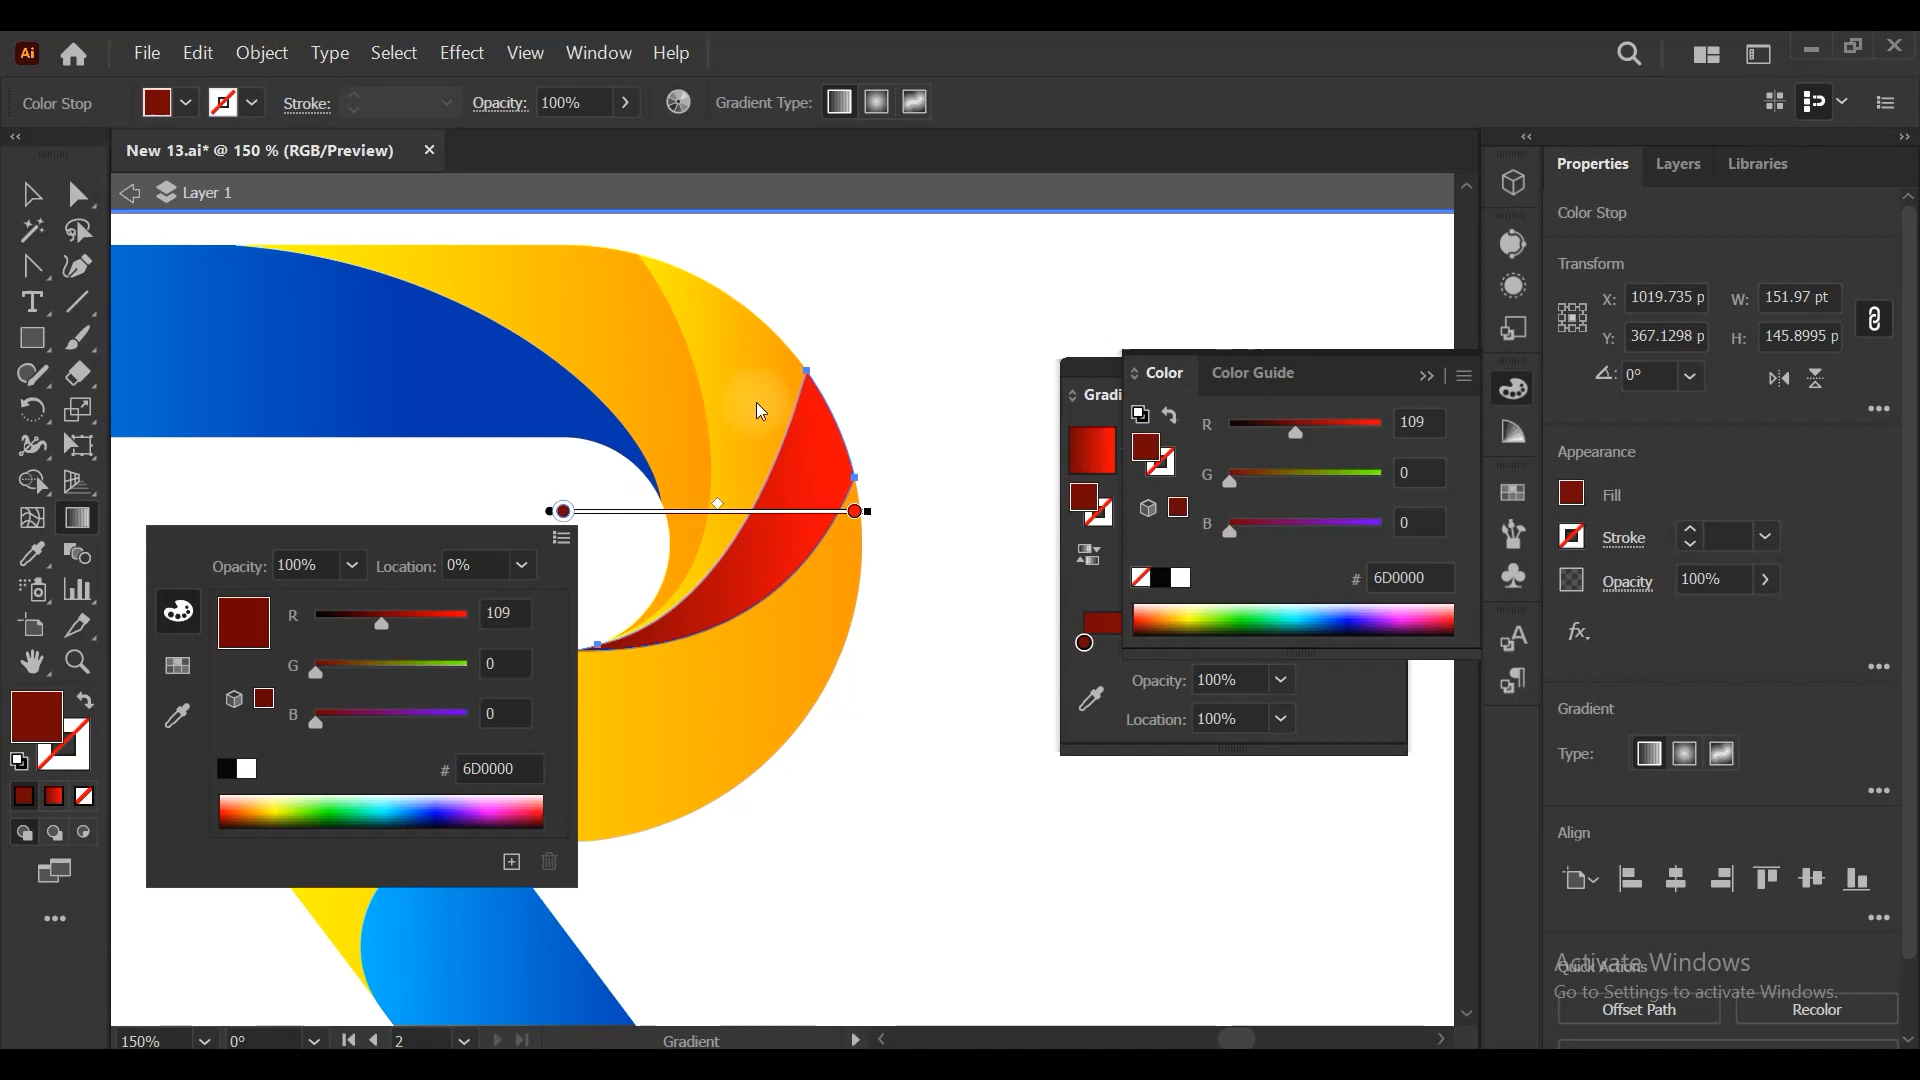 Ai File Edit Object Type Select Effect View Window Help
Color Stop Stroke: Opacity: 100% Gradient Type:
New 13.ai* @ 150 % (RGB/Preview)
Layer 1
Properties Layers Libraries
Color Stop
Transform
X: 1019.735 p W: 151.97 pt
Y: 367.1298 p H: 145.8995 p
0°
Appearance
Fill
Stroke
Opacity 100%
fx.
Gradient
Type:
Align
Quick Actions
Offset Path Recolor
Activate Windows
Go to Settings to activate Windows.
Gradi
Color Color Guide
R 109
G 0
B 0
# 6D0000
Opacity: 100%
Location: 100%
Opacity: 100% Location: 0%
R 109
G 0
B 0
# 6D0000
150% 0° 2 Gradient